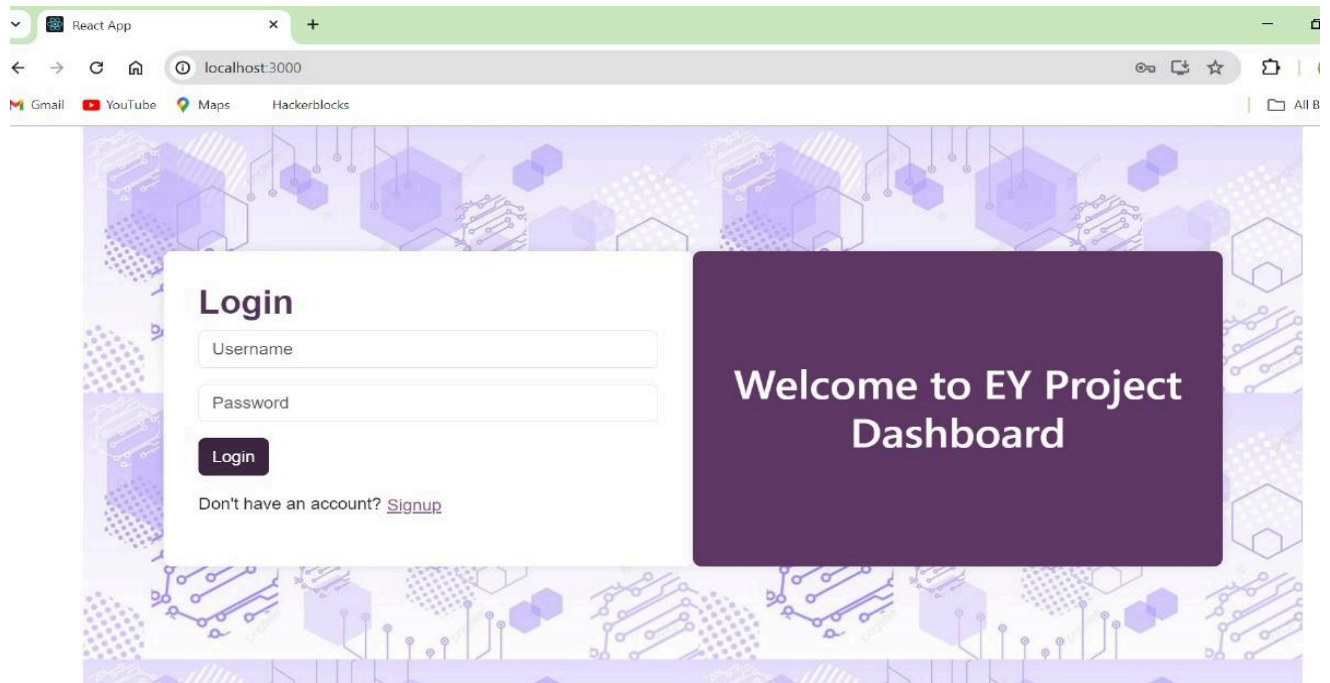 React App
localhost:3000
Gmail YouTube Maps Hackerblocks All B
Login
Username
Password
Login
Don't have an account? Signup
Welcome to EY Project
Dashboard